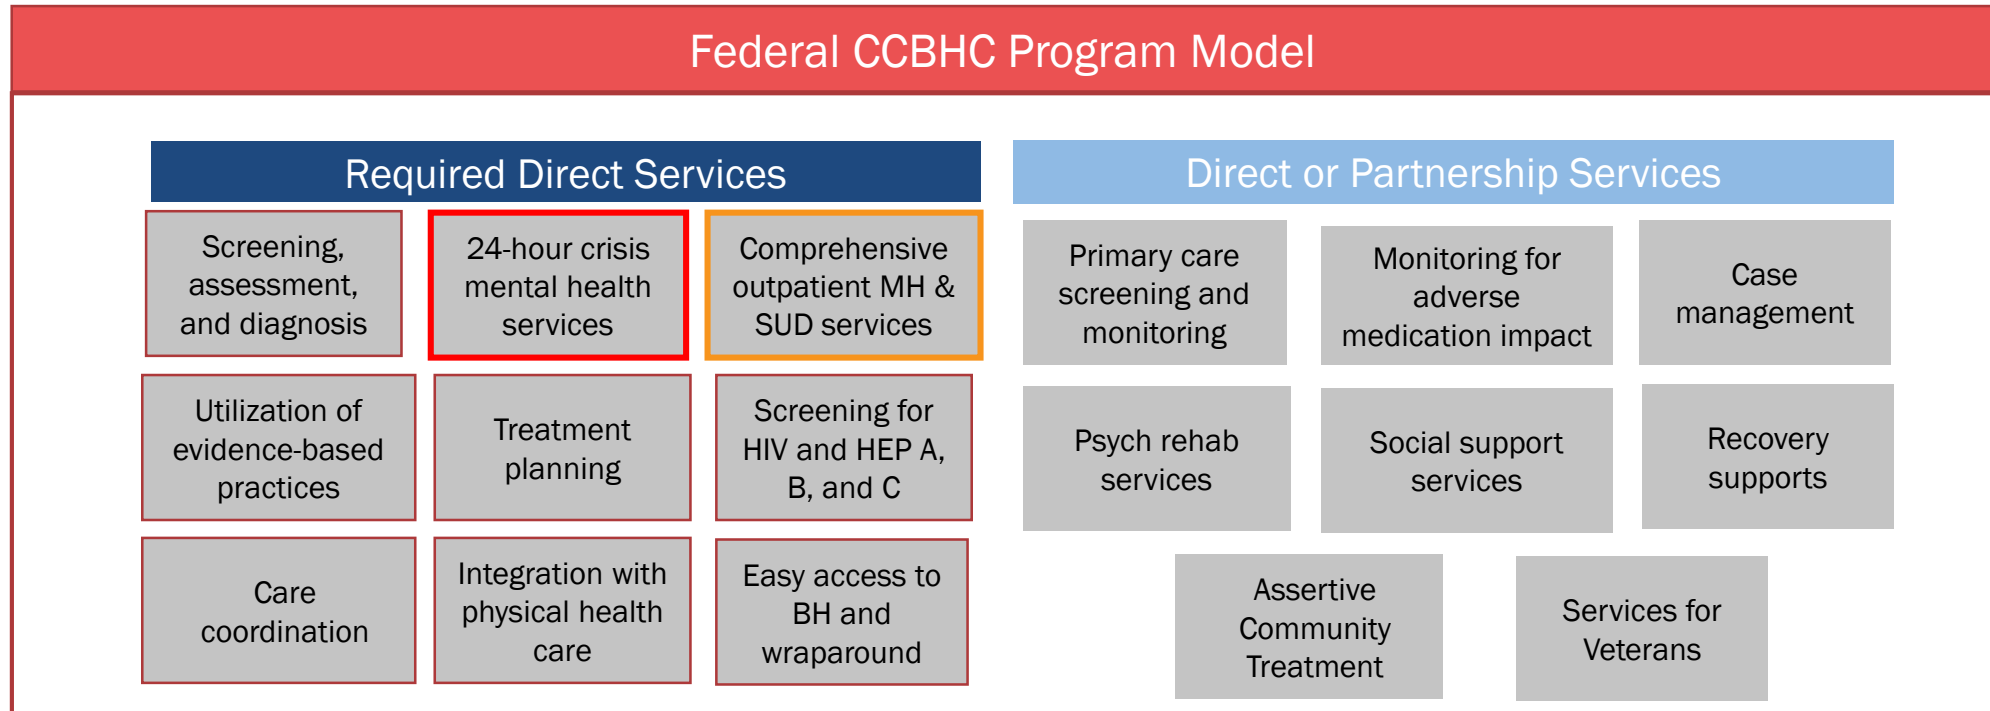 Federal CCBHC Program Model
Required Direct Services
Screening,
assessment,
and diagnosis
24-hour crisis
mental health
services
Comprehensive
outpatient MH &
SUD services
Utilization of
evidence-based
practices
Treatment
planning
Screening for
HIV and HEP A,
B, and C
Care
coordination
Integration with
physical health
care
Easy access to
BH and
wraparound
Direct or Partnership Services
Primary care
screening and
monitoring
Monitoring for
adverse
medication impact
Case
management
Psych rehab
services
Social support
services
Recovery
supports
Assertive
Community
Treatment
Services for
Veterans